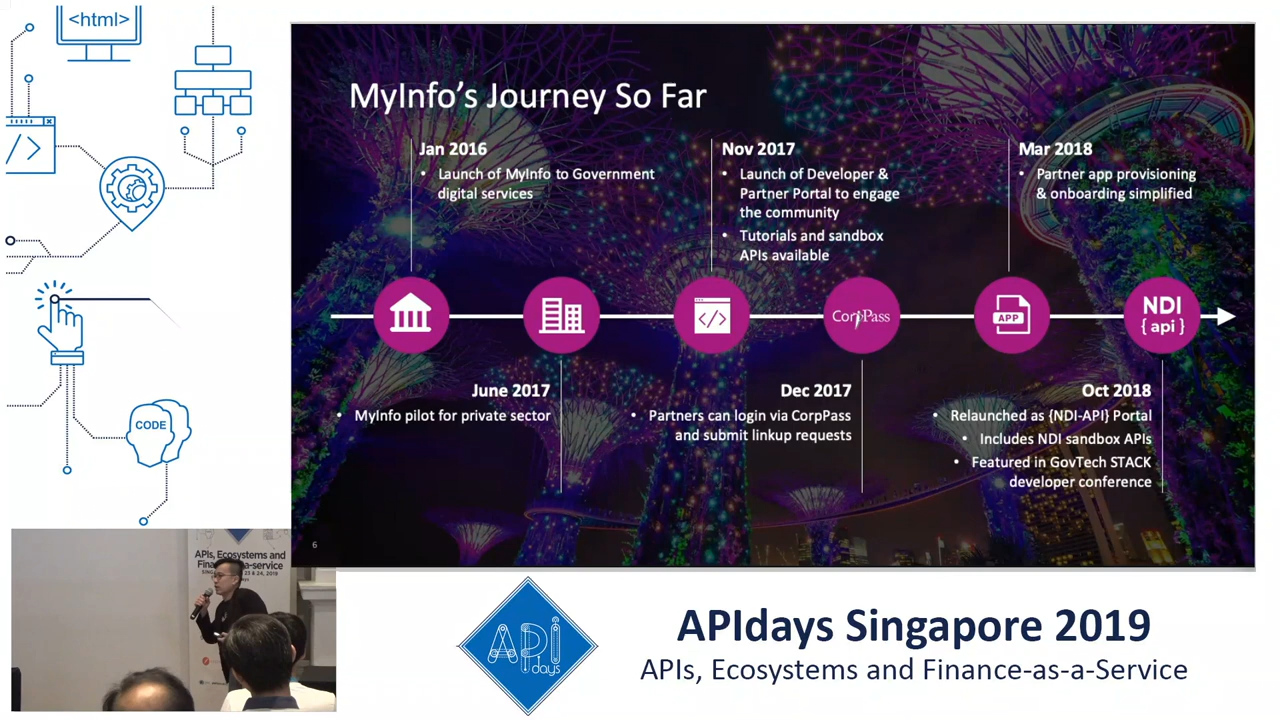 <html>
</>
CODE
MyInfo's Journey So Far
Jan 2016
• Launch of MyInfo to Government
digital services
Nov 2017
• Launch of Developer &
Partner Portal to engage
the community
• Tutorials and sandbox
APIs available
Mar 2018
• Partner app provisioning
& onboarding simplified
</>
CorpPass
APP
NDI
{ api }
June 2017
• MyInfo pilot for private sector
Dec 2017
• Partners can login via CorpPass
and submit linkup requests
Oct 2018
• Relaunched as {NDI-API} Portal
• Includes NDI sandbox APIs
• Featured in GovTech STACK
developer conference
6
APIs, Ecosystems and
API
days
APIdays Singapore 2019
APIs, Ecosystems and Finance-as-a-Service